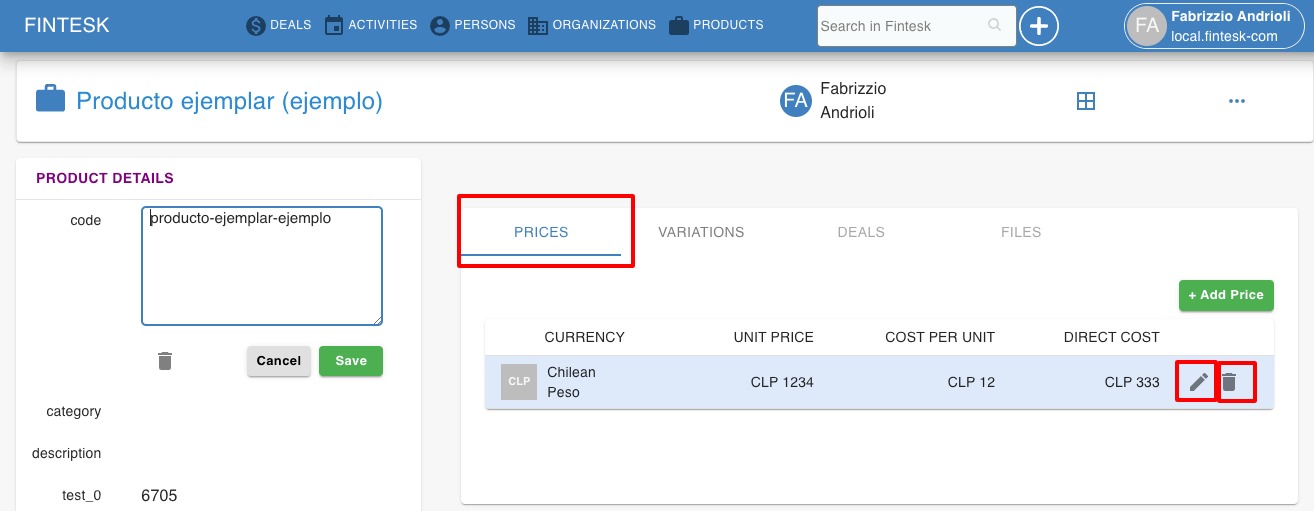 FINTESK
DEALS ACTIVITIES PERSONS ORGANIZATIONS PRODUCTS
Search in Fintesk
FA Fabrizzio Andrioli
local.fintesk-com
Producto ejemplar (ejemplo)
FA Fabrizzio
Andrioli
PRODUCT DETAILS
code
producto-ejemplar-ejemplo
Cancel Save
category
description
test_0 6705
PRICES VARIATIONS DEALS FILES
+ Add Price
CURRENCY UNIT PRICE COST PER UNIT DIRECT COST
CLP Chilean
Peso
CLP 1234 CLP 12 CLP 333